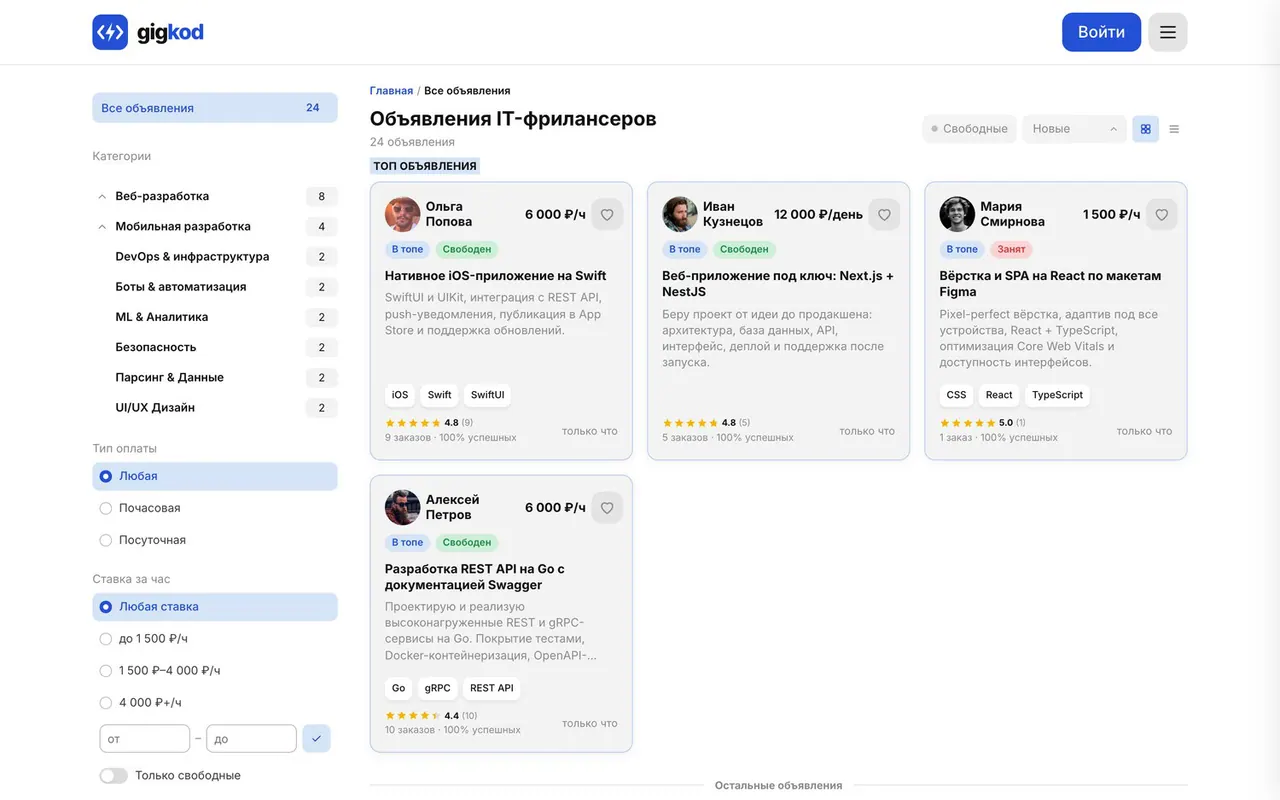 gigkod
Войти
Все объявления 24
Категории
Веб-разработка 8
Мобильная разработка 4
DevOps & инфраструктура 2
Боты & автоматизация 2
ML & Аналитика 2
Безопасность 2
Парсинг & Данные 2
UI/UX Дизайн 2
Тип оплаты
Любая
Почасовая
Посуточная
Ставка за час
Любая ставка
до 1 500 ₽/ч
1 500 ₽–4 000 ₽/ч
4 000 ₽+/ч
от – до
Только свободные
Главная / Все объявления
Объявления IT-фрилансеров
24 объявления
Свободные
Новые
ТОП ОБЪЯВЛЕНИЯ
Ольга
Попова
6 000 ₽/ч
В топе Свободен
Нативное iOS-приложение на Swift
SwiftUI и UIKit, интеграция с REST API,
push-уведомления, публикация в App
Store и поддержка обновлений.
iOS Swift SwiftUI
4.8 (9)
9 заказов · 100% успешных
только что
Иван
Кузнецов
12 000 ₽/день
В топе Свободен
Веб-приложение под ключ: Next.js +
NestJS
Беру проект от идеи до продакшена:
архитектура, база данных, API,
интерфейс, деплой и поддержка после
запуска.
4.8 (5)
5 заказов · 100% успешных
только что
Мария
Смирнова
1 500 ₽/ч
В топе Занят
Вёрстка и SPA на React по макетам
Figma
Pixel-perfect вёрстка, адаптив под все
устройства, React + TypeScript,
оптимизация Core Web Vitals и
доступность интерфейсов.
CSS React TypeScript
5.0 (1)
1 заказ · 100% успешных
только что
Алексей
Петров
6 000 ₽/ч
В топе Свободен
Разработка REST API на Go с
документацией Swagger
Проектирую и реализую
высоконагруженные REST и gRPC-
сервисы на Go. Покрытие тестами,
Docker-контейнеризация, OpenAPI-...
Go gRPC REST API
4.4 (10)
10 заказов · 100% успешных
только что
Остальные объявления